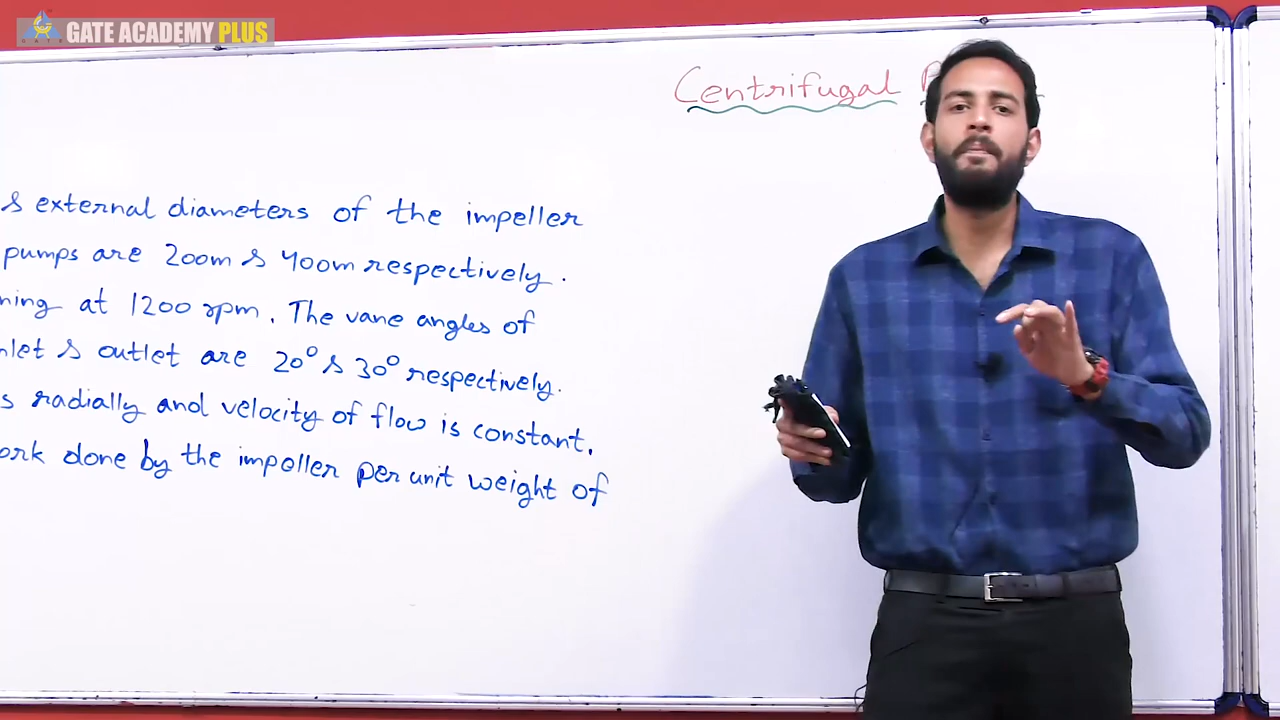 GATE ACADEMY PLUS
GATE
Centrifugal
& external diameters of the impeller
pumps are 200m & 400m respectively.
ning at 1200 rpm. The vane angles of
nlet & outlet are 20° & 30° respectively.
s radially and velocity of flow is constant.
ork done by the impeller per unit weight of